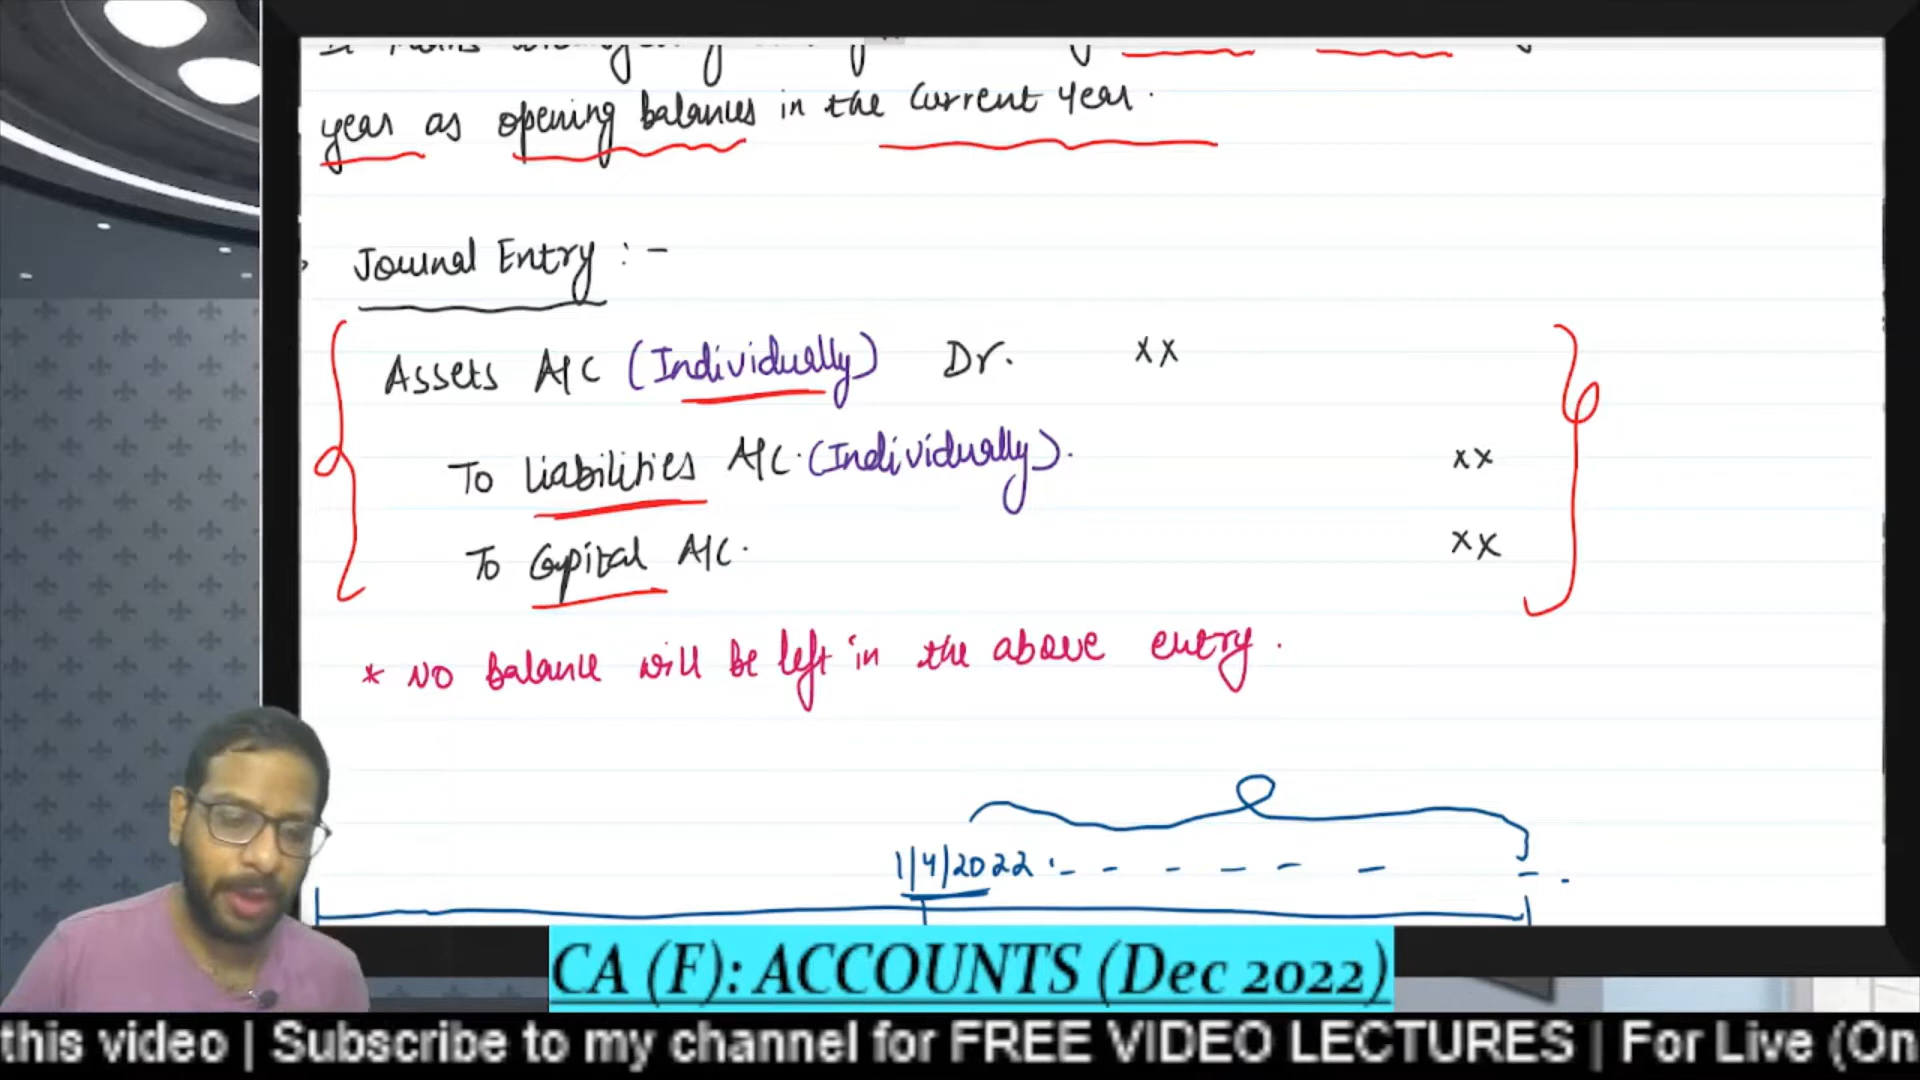 year as opening balances in the current year.
Journal Entry :-
Assets A/C (Individually) Dr. xx
To Liabilities A/C. (Individually). xx
To Capital A/C. xx
* No balance will be left in the above entry.
1/4/2022
CA (F): ACCOUNTS (Dec 2022)
this video | Subscribe to my channel for FREE VIDEO LECTURES | For Live (On